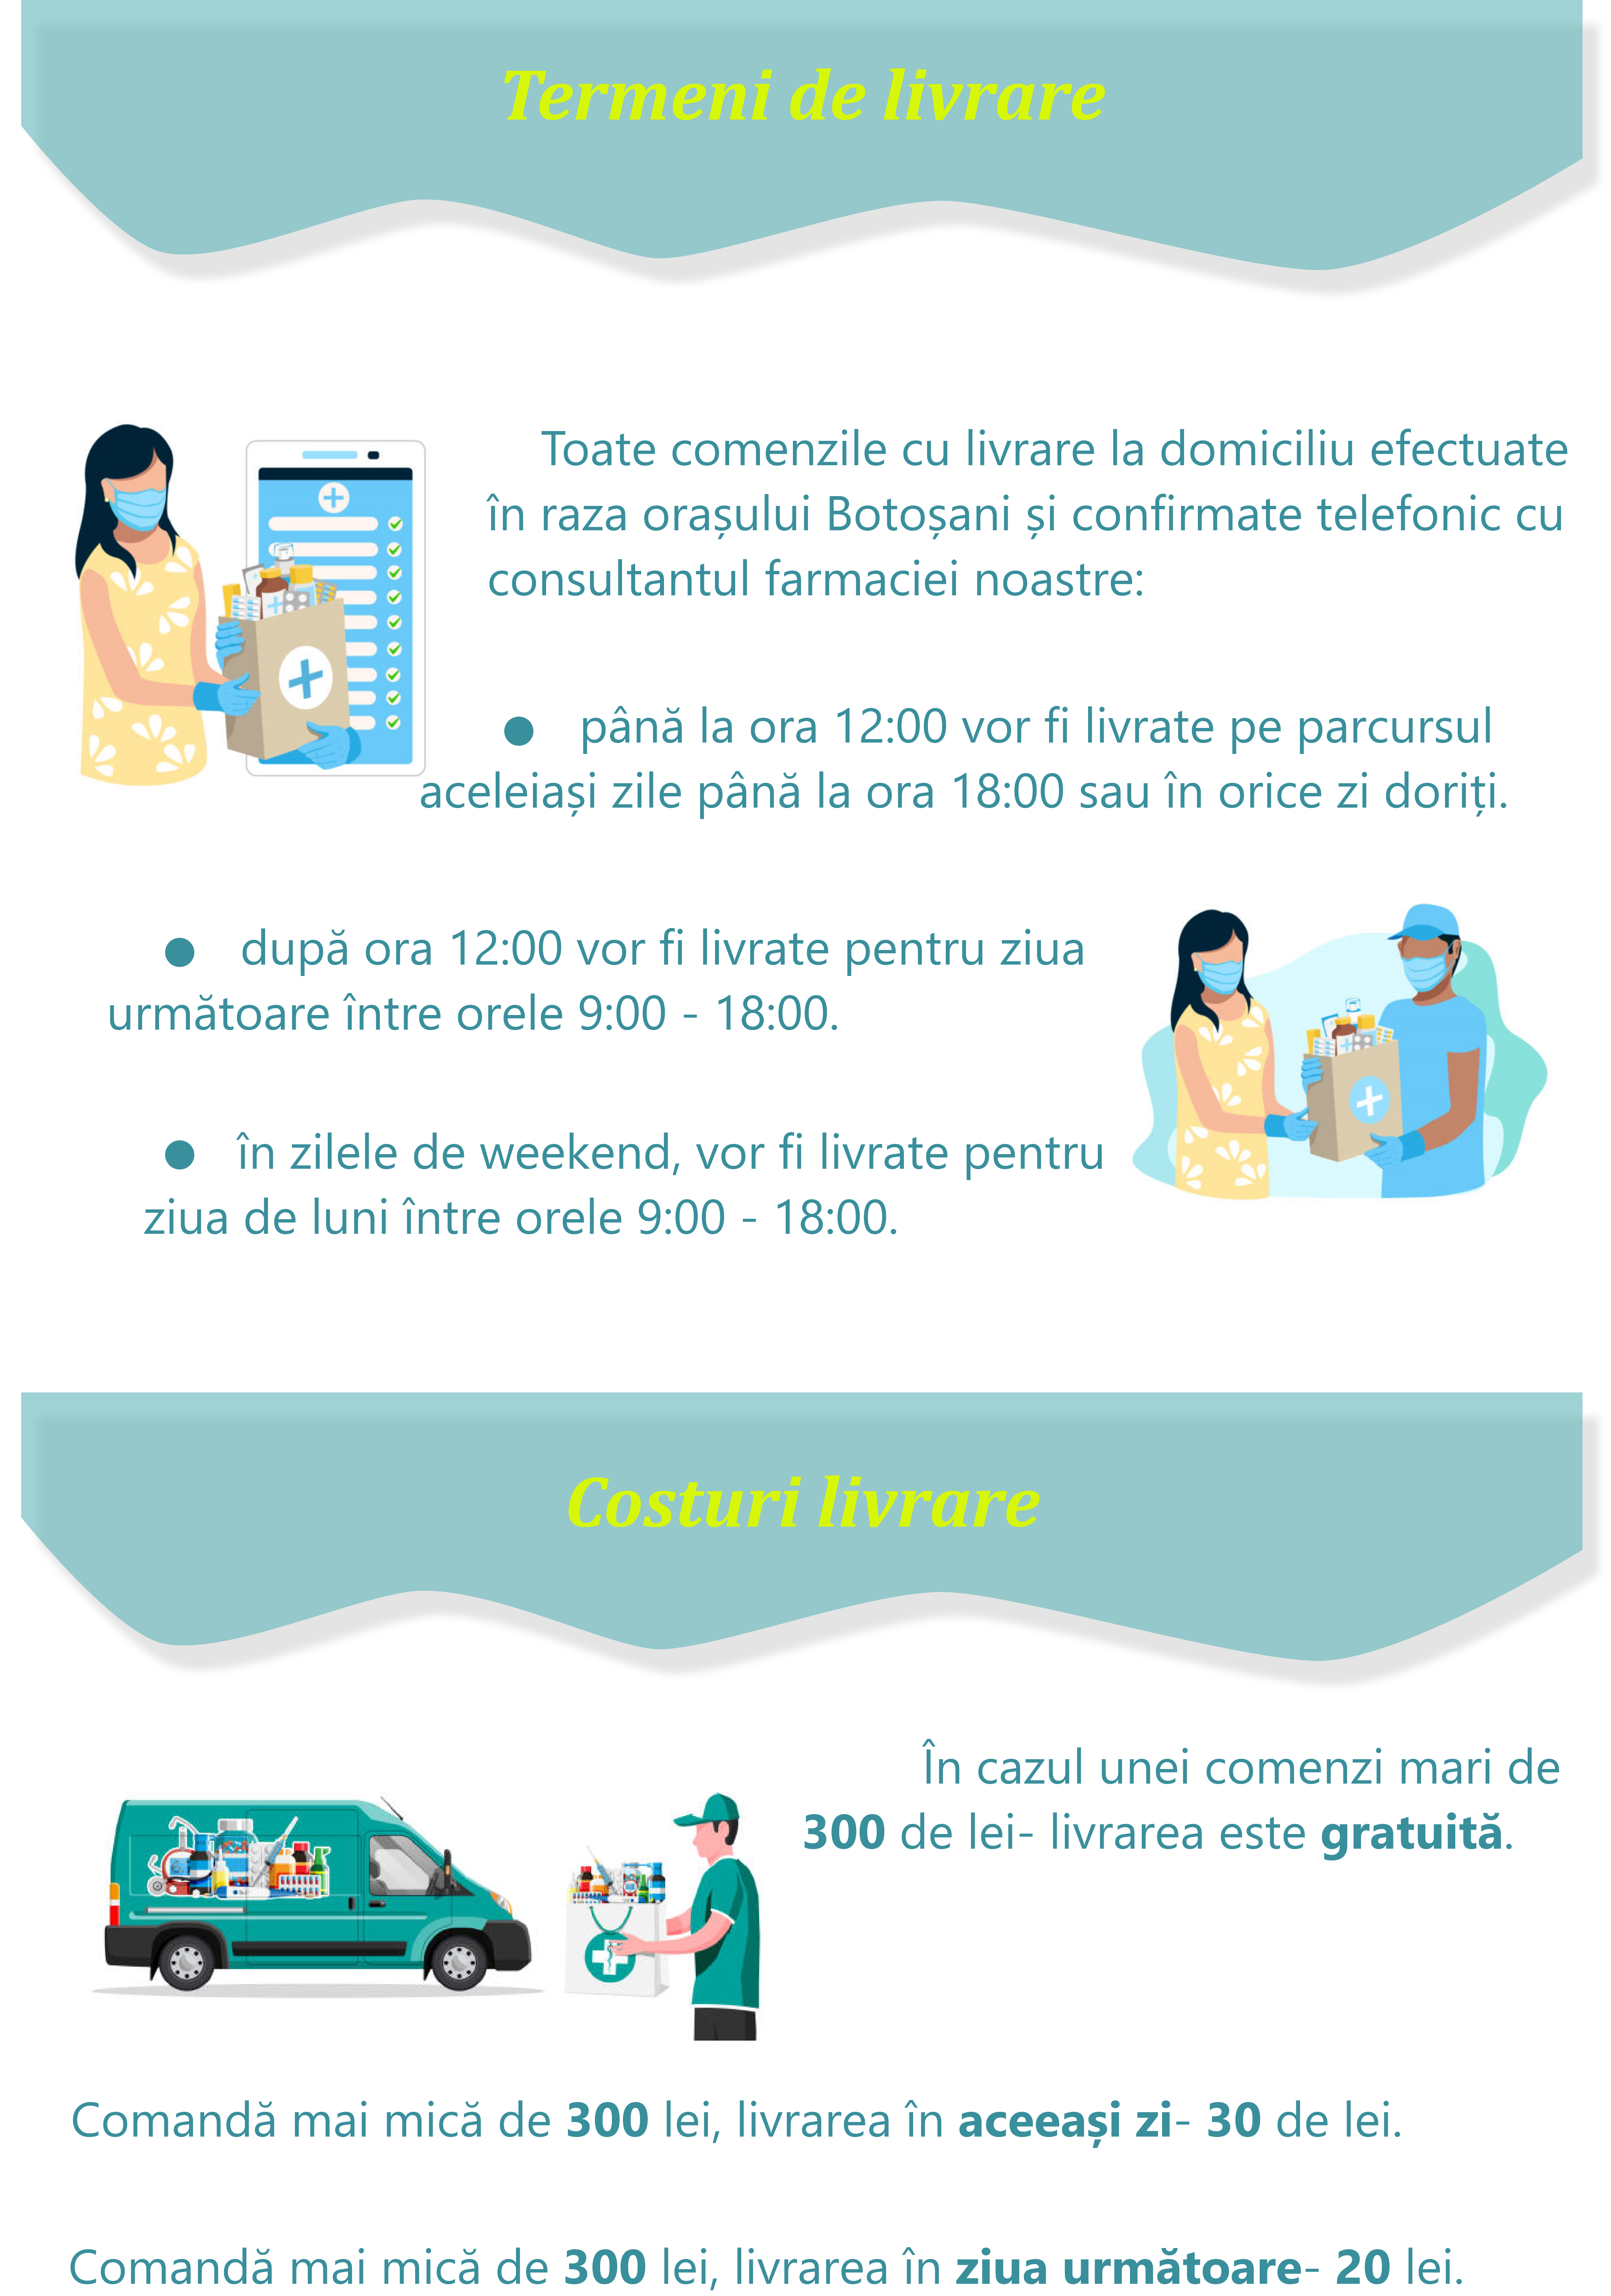 Termeni de livrare
Toate comenzile cu livrare la domiciliu efectuate
în raza orașului Botoșani și confirmate telefonic cu
consultantul farmaciei noastre:
● până la ora 12:00 vor fi livrate pe parcursul
aceleiași zile până la ora 18:00 sau în orice zi doriți.
● după ora 12:00 vor fi livrate pentru ziua
următoare între orele 9:00 - 18:00.
● în zilele de weekend, vor fi livrate pentru
ziua de luni între orele 9:00 - 18:00.
Costuri livrare
În cazul unei comenzi mari de
300 de lei- livrarea este gratuită.
Comandă mai mică de 300 lei, livrarea în aceeași zi- 30 de lei.
Comandă mai mică de 300 lei, livrarea în ziua următoare- 20 lei.